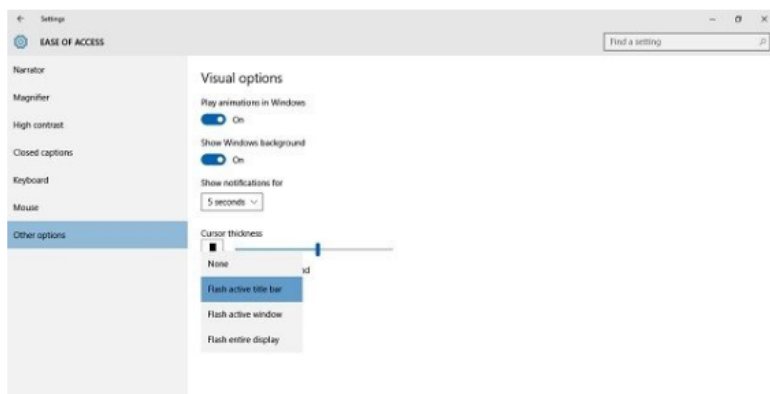 Settings
EASE OF ACCESS
Find a setting
Narrator
Magnifier
High contrast
Closed captions
Keyboard
Mouse
Other options
Visual options
Play animations in Windows
On
Show Windows background
On
Show notifications for
5 seconds
Cursor thickness
None
Flash active title bar
Flash active window
Flash entire display